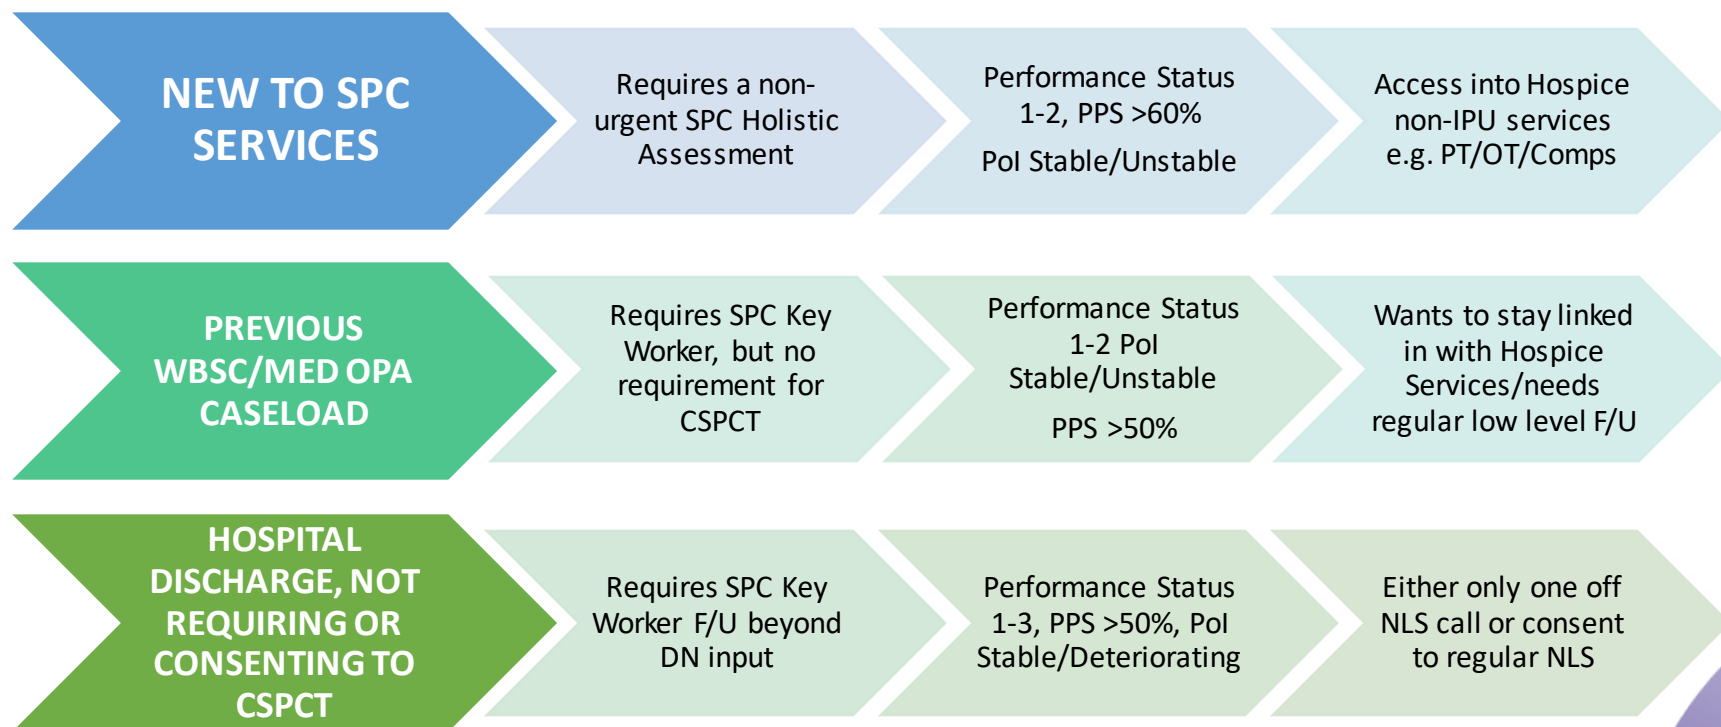 NEW TO SPC
SERVICES
Requires a non-
urgent SPC Holistic
Assessment
Performance Status
1-2, PPS >60%
PoI Stable/Unstable
Access into Hospice
non-IPU services
e.g. PT/OT/Comps
PREVIOUS
WBSC/MED OPA
CASELOAD
Requires SPC Key
Worker, but no
requirement for
CSPCT
Performance Status
1-2 PoI
Stable/Unstable
PPS >50%
Wants to stay linked
in with Hospice
Services/needs
regular low level F/U
HOSPITAL
DISCHARGE, NOT
REQUIRING OR
CONSENTING TO
CSPCT
Requires SPC Key
Worker F/U beyond
DN input
Performance Status
1-3, PPS >50%, PoI
Stable/Deteriorating
Either only one off
NLS call or consent
to regular NLS